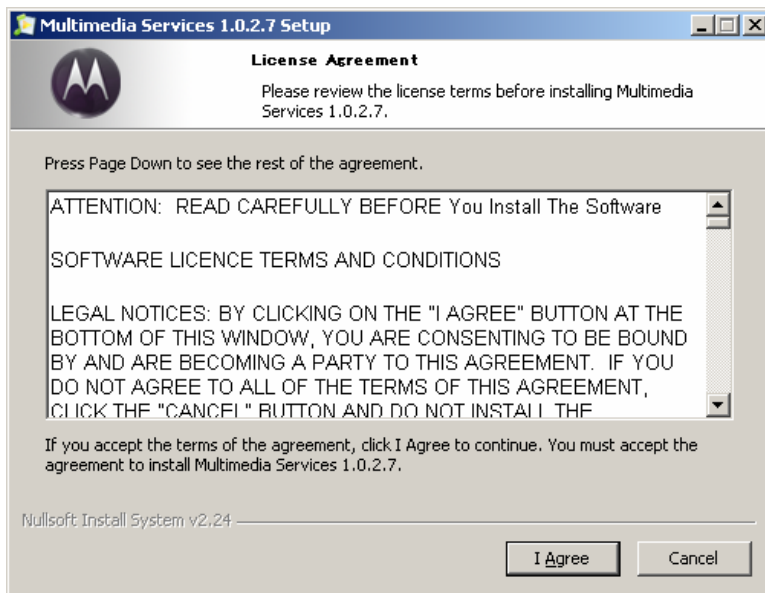 Multimedia Services 1.0.2.7 Setup
License Agreement
Please review the license terms before installing Multimedia
Services 1.0.2.7.
Press Page Down to see the rest of the agreement.
ATTENTION:  READ CAREFULLY BEFORE You Install The Software
SOFTWARE LICENCE TERMS AND CONDITIONS
LEGAL NOTICES: BY CLICKING ON THE "I AGREE" BUTTON AT THE
BOTTOM OF THIS WINDOW, YOU ARE CONSENTING TO BE BOUND
BY AND ARE BECOMING A PARTY TO THIS AGREEMENT.  IF YOU
DO NOT AGREE TO ALL OF THE TERMS OF THIS AGREEMENT,
CLICK THE "CANCEL" BUTTON AND DO NOT INSTALL THE
If you accept the terms of the agreement, click I Agree to continue. You must accept the
agreement to install Multimedia Services 1.0.2.7.
Nullsoft Install System v2.24
I Agree
Cancel